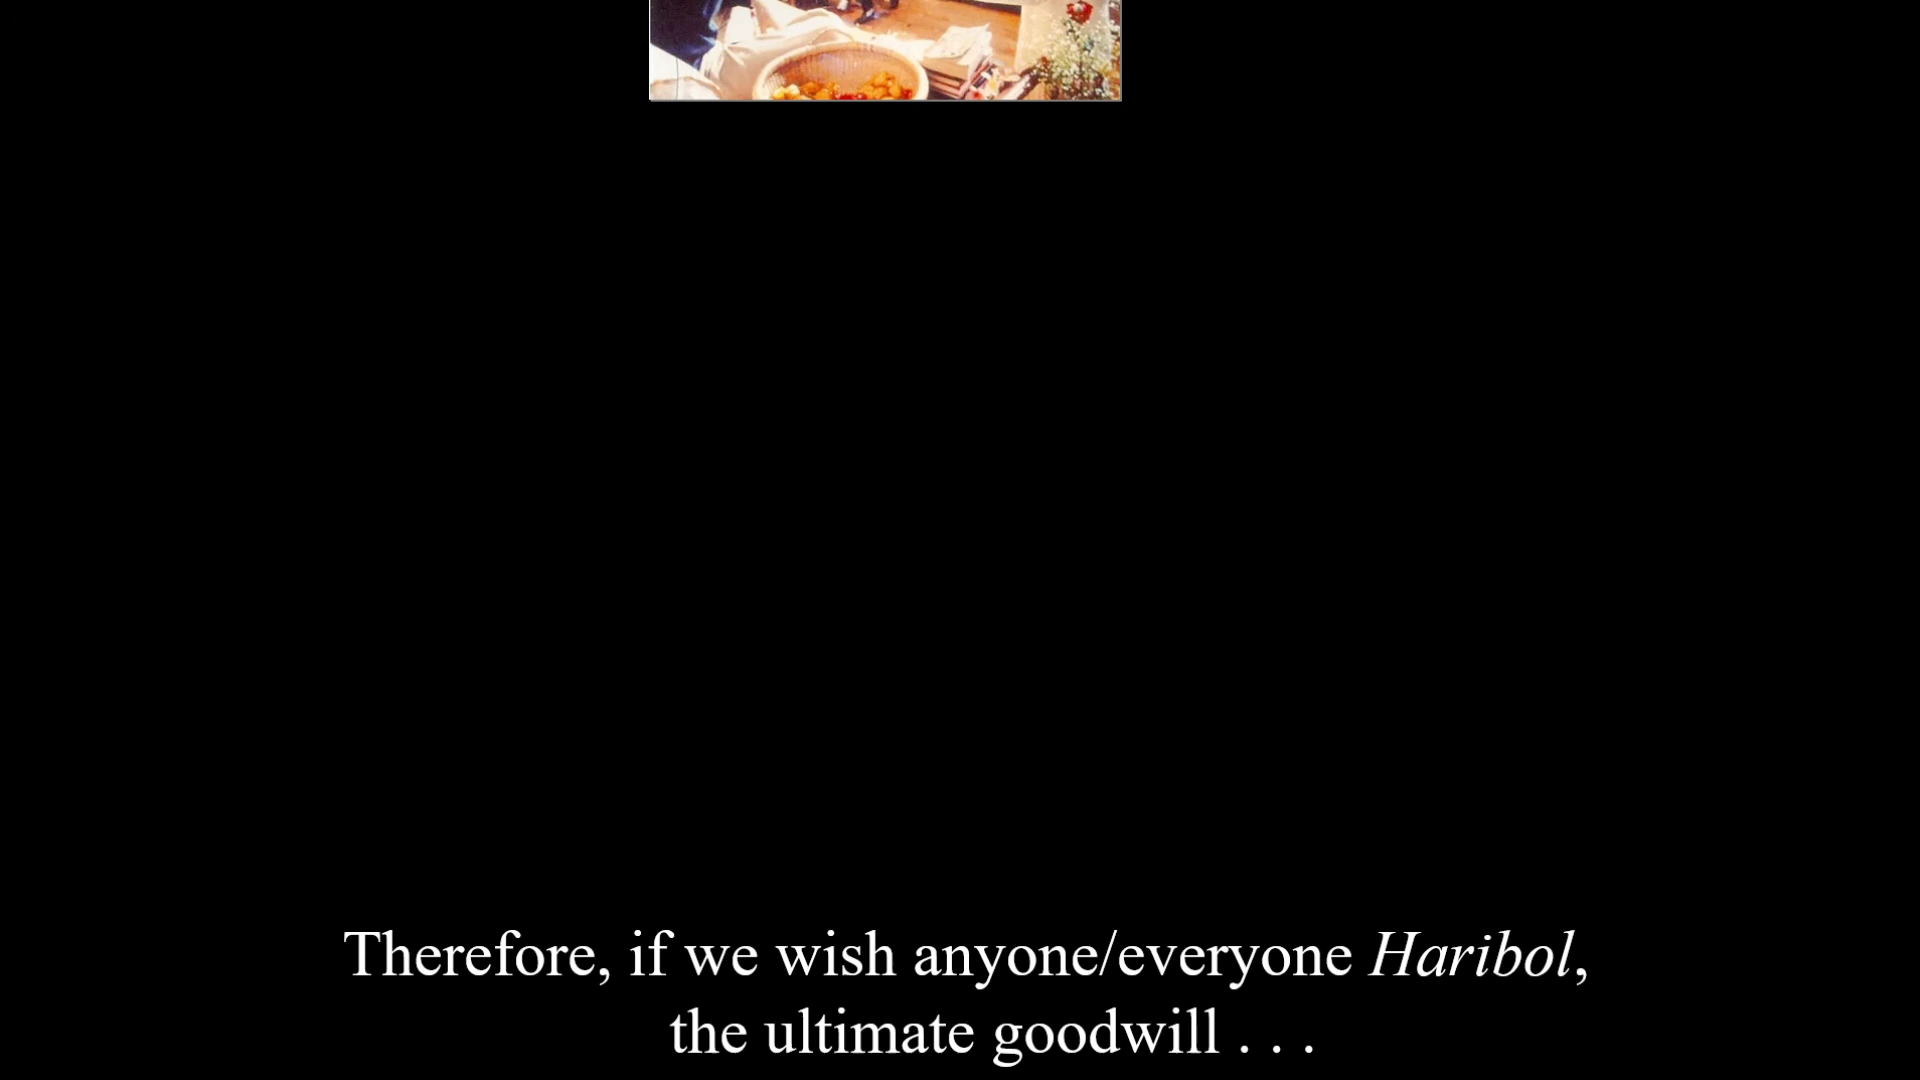 Therefore, if we wish anyone/everyone Haribol,
the ultimate goodwill . . .